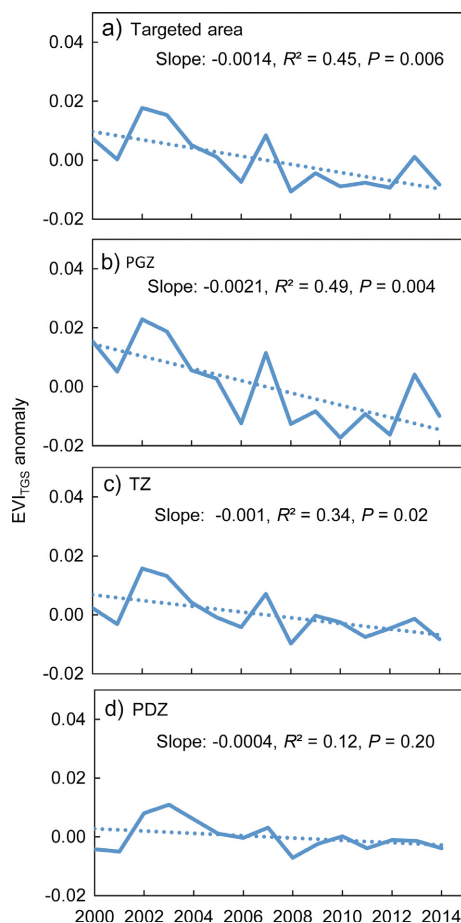 a) Targeted area
Slope: -0.0014, R² = 0.45, P = 0.006
0.04
0.02
0.00
-0.02
b) PGZ
Slope: -0.0021, R² = 0.49, P = 0.004
0.04
0.02
0.00
-0.02
EVITGS anomaly
c) TZ
Slope: -0.001, R² = 0.34, P = 0.02
0.04
0.02
0.00
-0.02
d) PDZ
Slope: -0.0004, R² = 0.12, P = 0.20
0.04
0.02
0.00
-0.02
2000 2002 2004 2006 2008 2010 2012 2014